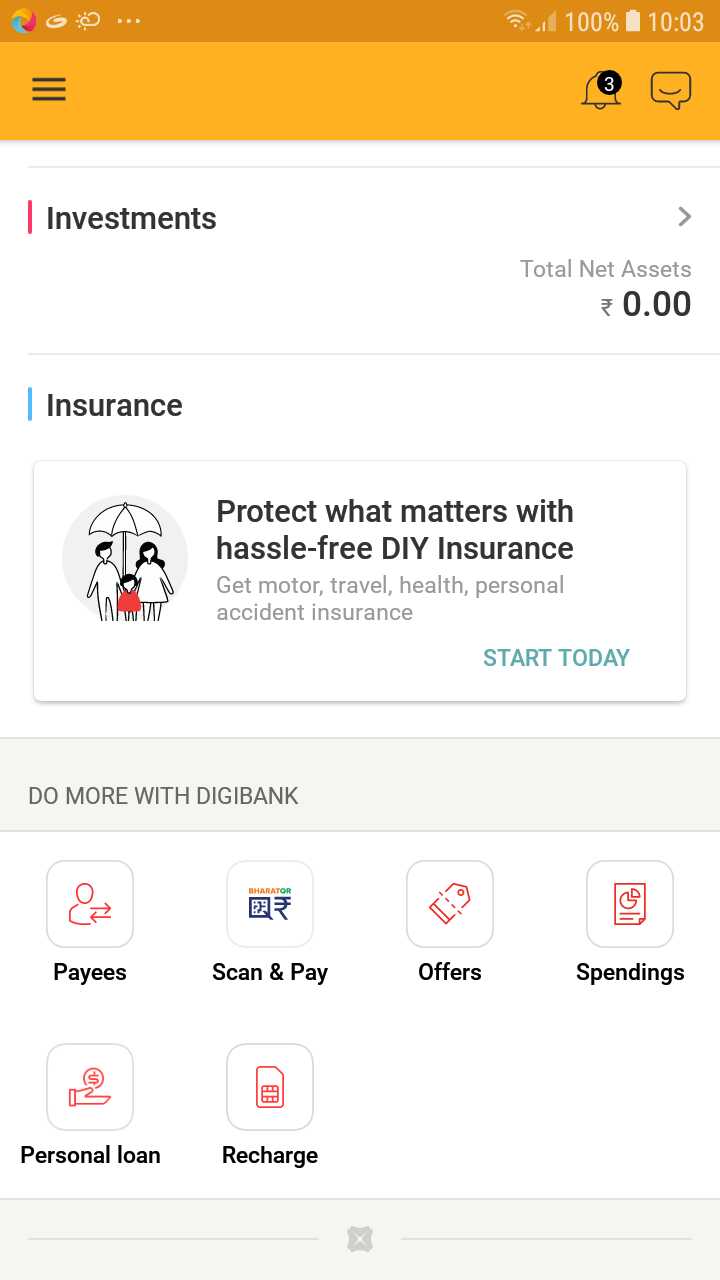 100% 10:03
3
Investments
Total Net Assets
₹ 0.00
Insurance
Protect what matters with
hassle-free DIY Insurance
Get motor, travel, health, personal
accident insurance
START TODAY
DO MORE WITH DIGIBANK
BHARATQR
Payees Scan & Pay Offers Spendings
Personal loan Recharge